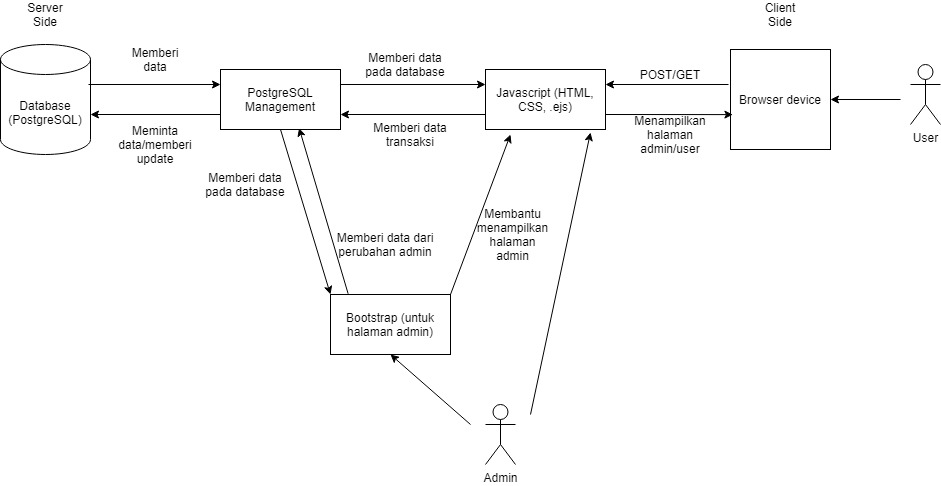 Server
Side
Client
Side
Memberi
data
Memberi data
pada database
POST/GET
Database
(PostgreSQL)
PostgreSQL
Management
Javascript (HTML,
CSS, .ejs)
Browser device
User
Meminta
data/memberi
update
Memberi data
transaksi
Menampilkan
halaman
admin/user
Memberi data
pada database
Memberi data dari
perubahan admin
Membantu
menampilkan
halaman
admin
Bootstrap (untuk
halaman admin)
Admin